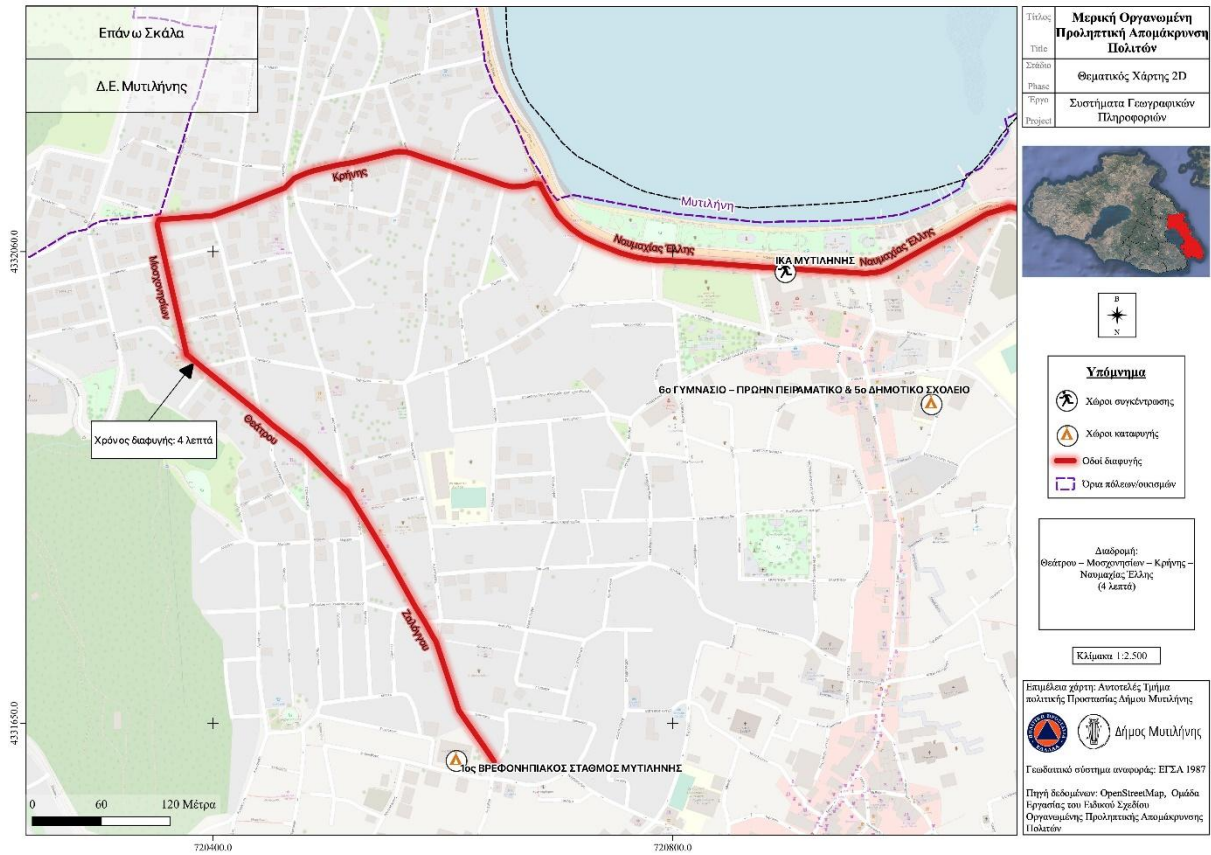 Επάνω Σκάλα
Δ.Ε. Μυτιλήνης
Κρήνης
Μυτιλήνη
Ναυμαχίας Έλλης
Ναυμαχίας Έλλης
ΙΚΑ ΜΥΤΙΛΗΝΗΣ
Μοσχονησίων
6ο ΓΥΜΝΑΣΙΟ – ΠΡΩΗΝ ΠΕΙΡΑΜΑΤΙΚΟ & 5ο ΔΗΜΟΤΙΚΟ ΣΧΟΛΕΙΟ
Χρόνος διαφυγής: 4 λεπτά
Θεάτρου
Ζαλόγγου
1ος ΒΡΕΦΟΝΗΠΙΑΚΟΣ ΣΤΑΘΜΟΣ ΜΥΤΙΛΗΝΗΣ
0 60 120 Μέτρα
4332060.0
4331660.0
720400.0
720800.0
Τίτλος
Title
Μερική Οργανωμένη
Προληπτική Απομάκρυνση
Πολιτών
Στάδιο
Phase
Θεματικός Χάρτης 2D
Έργο
Project
Συστήματα Γεωγραφικών
Πληροφοριών
Β
Ν
Υπόμνημα
Χώροι συγκέντρωσης
Χώροι καταφυγής
Οδοί διαφυγής
Όρια πόλεων/οικισμών
Διαδρομή:
Θεάτρου – Μοσχονησίων – Κρήνης –
Ναυμαχίας Έλλης
(4 λεπτά)
Κλίμακα 1:2.500
Επιμέλεια χάρτη: Αυτοτελές Τμήμα
πολιτικής Προστασίας Δήμου Μυτιλήνης
ΠΟΛΙΤΙΚΗ ΠΡΟΣΤΑΣΙΑ
ΕΛΛΑΔΑ
Δήμος Μυτιλήνης
Γεωδαιτικό σύστημα αναφοράς: ΕΓΣΑ 1987
Πηγή δεδομένων: OpenStreetMap, Ομάδα
Εργασίας του Ειδικού Σχεδίου
Οργανωμένης Προληπτικής Απομάκρυνσης
Πολιτών